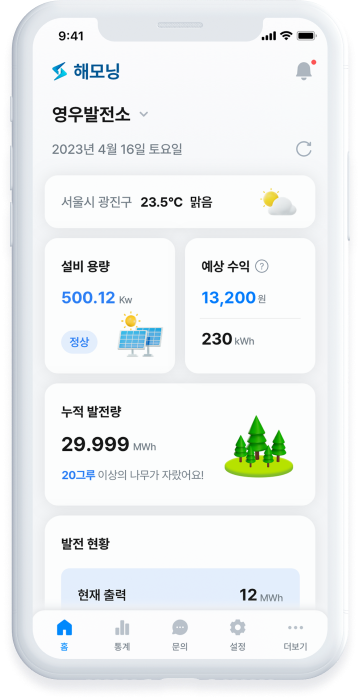 9:41
해모닝
영우발전소
2023년 4월 16일 토요일
서울시 광진구 23.5°C 맑음
설비 용량
500.12 Kw
정상
예상 수익 ?
13,200 원
230 kWh
누적 발전량
29.999 MWh
20그루 이상의 나무가 자랐어요!
발전 현황
현재 출력 12 MWh
홈 통계 문의 설정 더보기